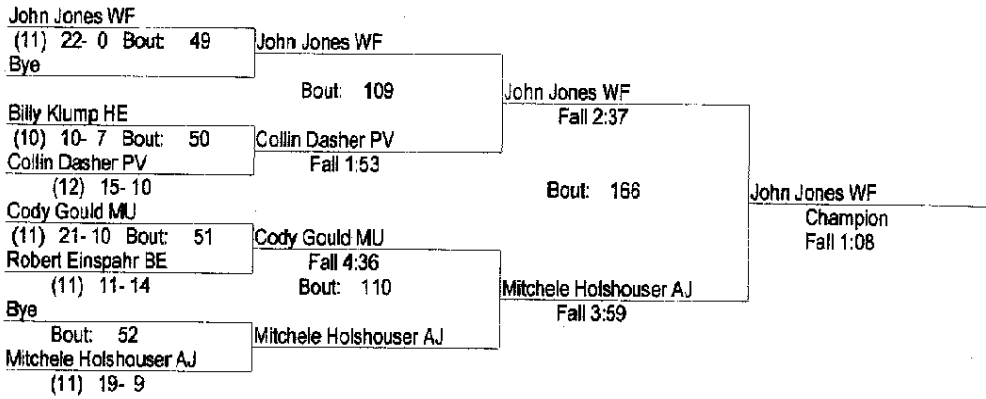 John Jones WF
(11) 22- 0 Bout: 49
Bye
Billy Klump HE
(10) 10- 7 Bout: 50
Collin Dasher PV
(12) 15- 10
Cody Gould MU
(11) 21- 10 Bout: 51
Robert Einspahr BE
(11) 11- 14
Bye
Bout: 52
Mitchele Holshouser AJ
(11) 19- 9
John Jones WF
Bout: 109
Collin Dasher PV
Fall 1:53
Cody Gould MU
Fall 4:36
Bout: 110
Mitchele Holshouser AJ
John Jones WF
Fall 2:37
Bout: 166
Mitchele Holshouser AJ
Fall 3:59
John Jones WF
Champion
Fall 1:08